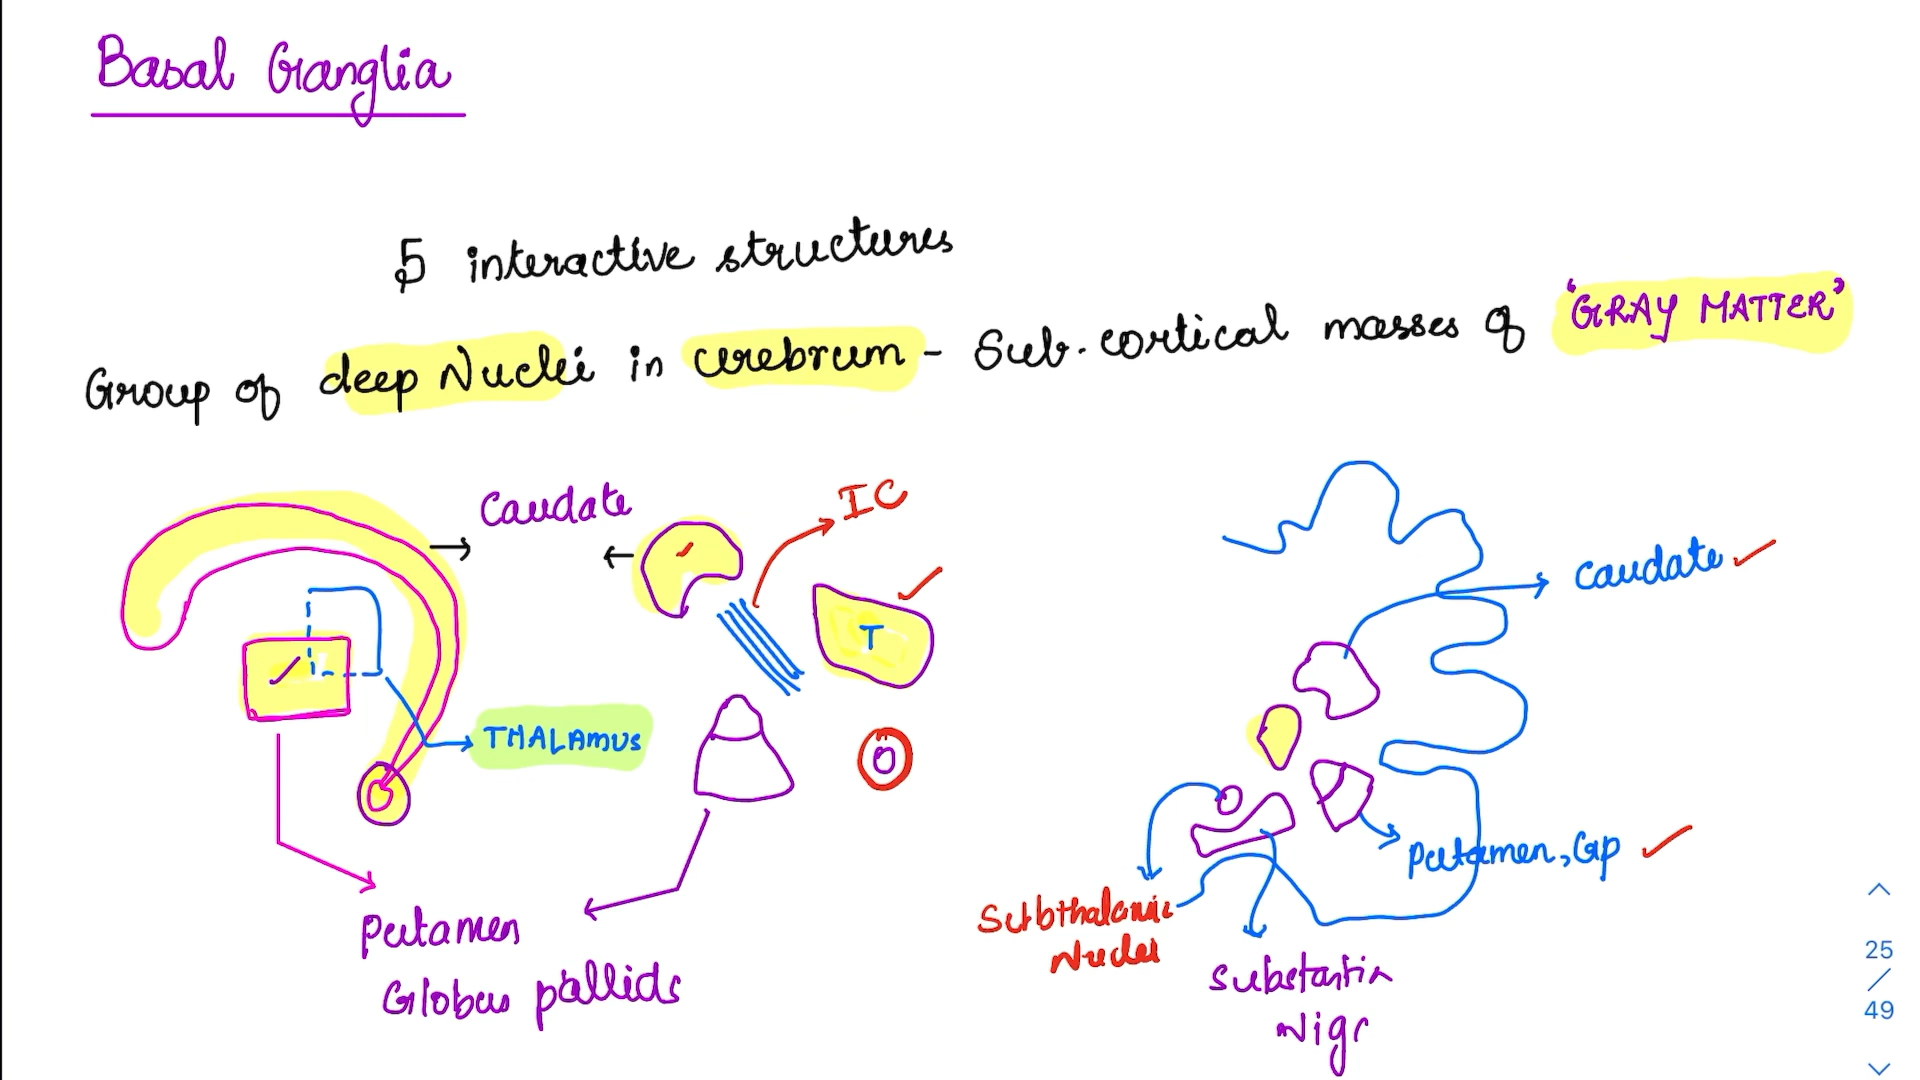 Basal Ganglia
5 interactive structures
Group of deep Nuclei in cerebrum - Sub-cortical masses of "GRAY MATTER"
Caudate
IC
T
THALAMUS
Putamen
Globus pallids
caudate
Putamen, Gp
Subthalamic
Nuclei
Substantia
Nigr
25
/
49